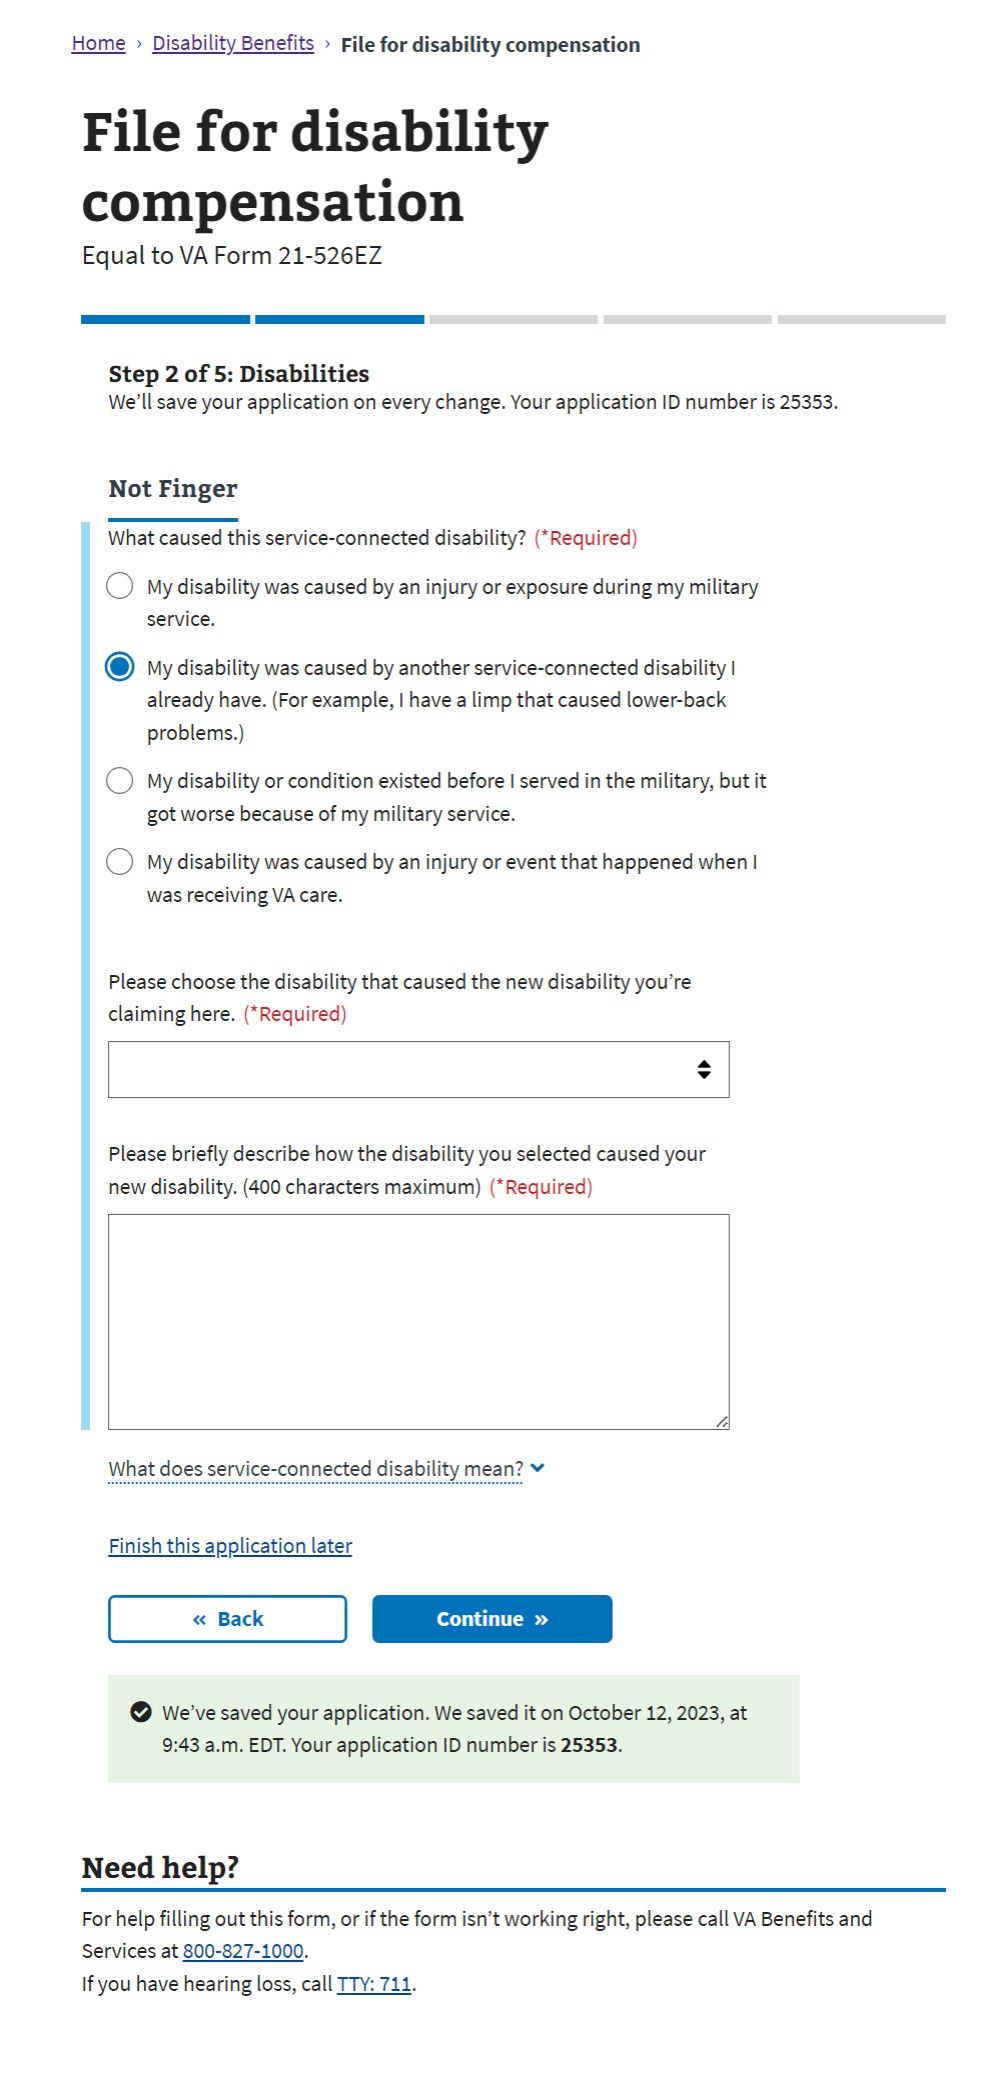 Home › Disability Benefits › File for disability compensation
File for disability
compensation
Equal to VA Form 21-526EZ
Step 2 of 5: Disabilities
We’ll save your application on every change. Your application ID number is 25353.
Not Finger
What caused this service-connected disability? (*Required)
My disability was caused by an injury or exposure during my military
service.
My disability was caused by another service-connected disability I
already have. (For example, I have a limp that caused lower-back
problems.)
My disability or condition existed before I served in the military, but it
got worse because of my military service.
My disability was caused by an injury or event that happened when I
was receiving VA care.
Please choose the disability that caused the new disability you’re
claiming here. (*Required)
Please briefly describe how the disability you selected caused your
new disability. (400 characters maximum) (*Required)
What does service-connected disability mean?
Finish this application later
« Back
Continue »
We’ve saved your application. We saved it on October 12, 2023, at
9:43 a.m. EDT. Your application ID number is 25353.
Need help?
For help filling out this form, or if the form isn’t working right, please call VA Benefits and
Services at 800-827-1000.
If you have hearing loss, call TTY: 711.